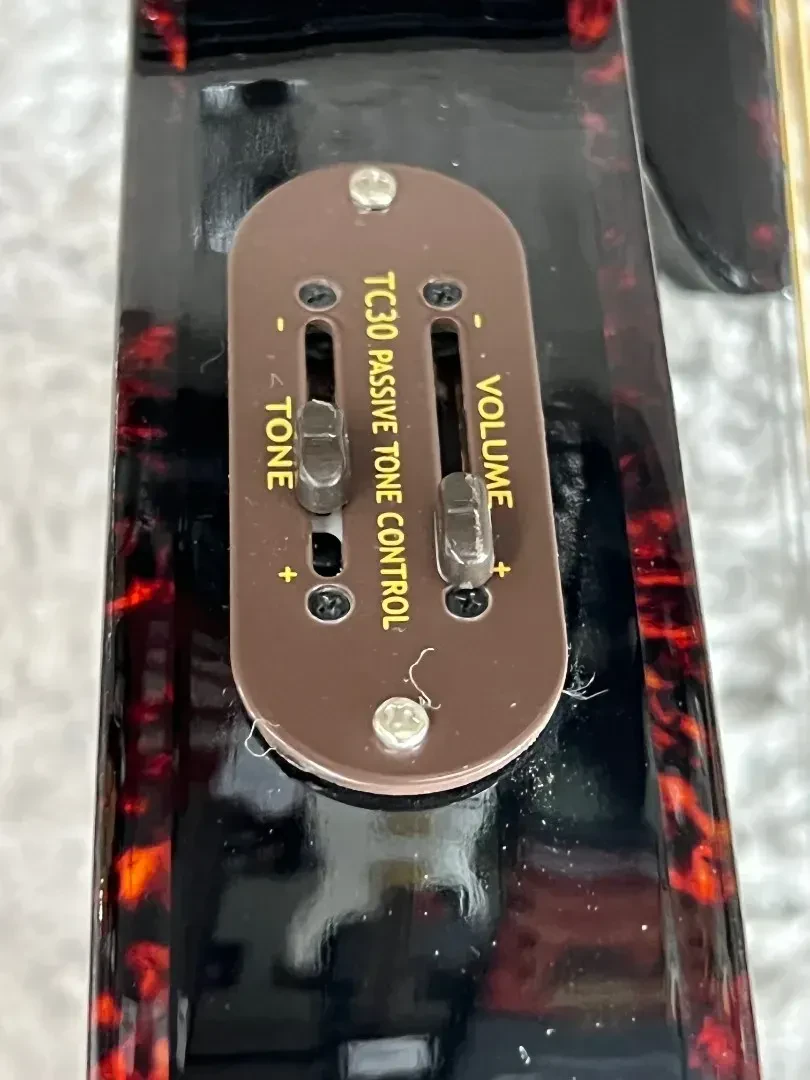 - VOLUME +
TC30 PASSIVE TONE CONTROL
- TONE +